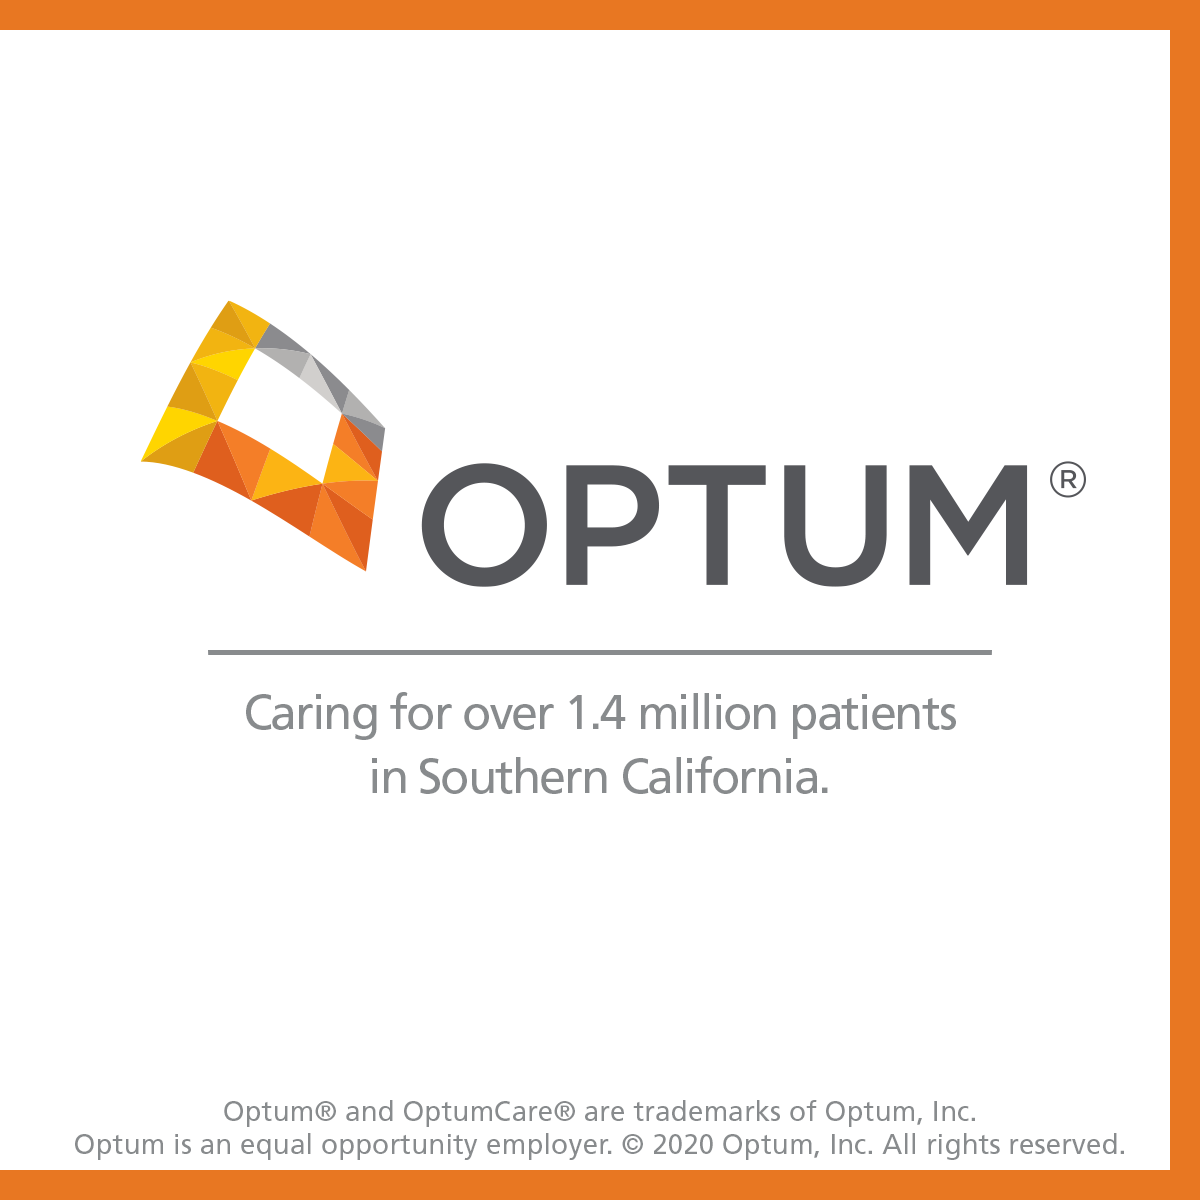 OPTUM®
Caring for over 1.4 million patients
in Southern California.
Optum® and OptumCare® are trademarks of Optum, Inc.
Optum is an equal opportunity employer. © 2020 Optum, Inc. All rights reserved.